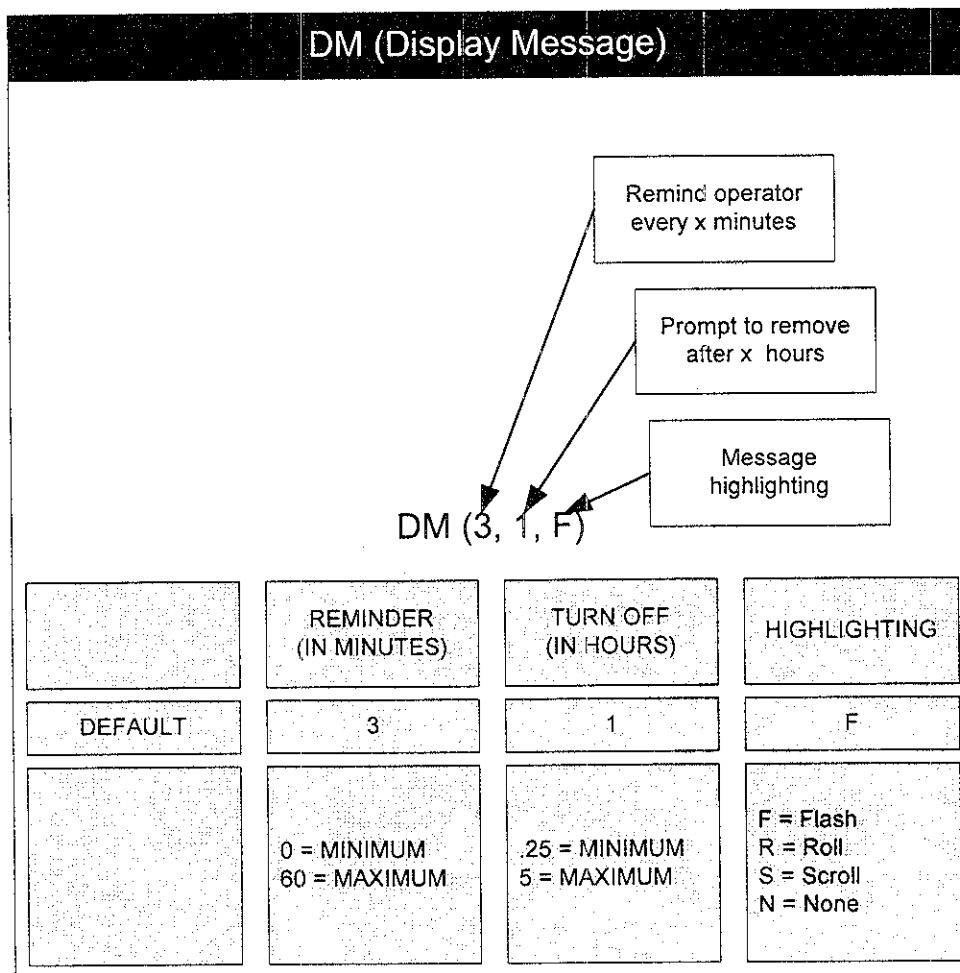 DM (Display Message)
Remind operator
every x minutes
Prompt to remove
after x hours
Message
highlighting
DM (3, 1, F)
REMINDER
(IN MINUTES)
TURN OFF
(IN HOURS)
HIGHLIGHTING
DEFAULT
3
1
F
0 = MINIMUM
60 = MAXIMUM
.25 = MINIMUM
5 = MAXIMUM
F = Flash
R = Roll
S = Scroll
N = None